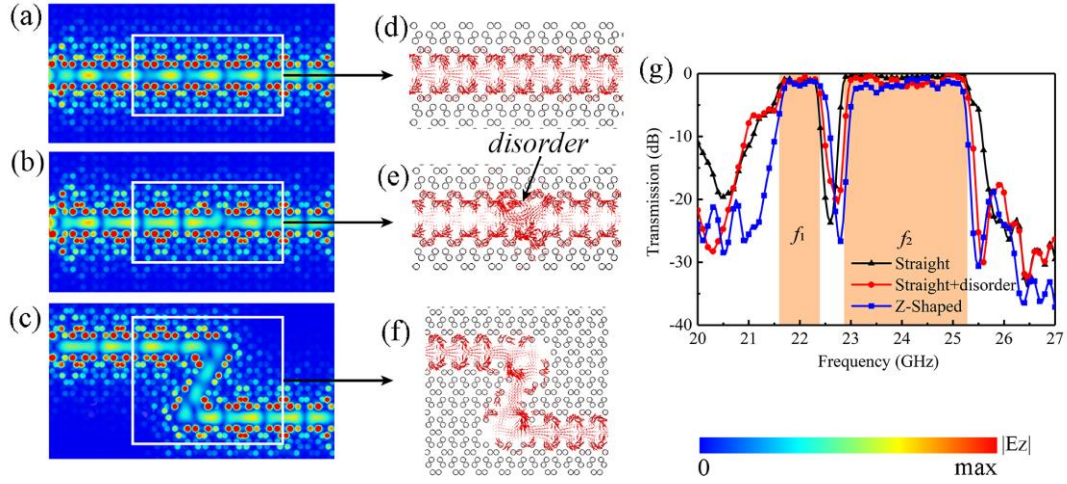 (a)
(b)
(c)
(d)
disorder
(e)
(f)
(g)
Transmission (dB)
0
-10
-20
-30
-40
f₁
f₂
Straight
Straight+disorder
Z-Shaped
20 21 22 23 24 25 26 27
Frequency (GHz)
|Ez|
0 max